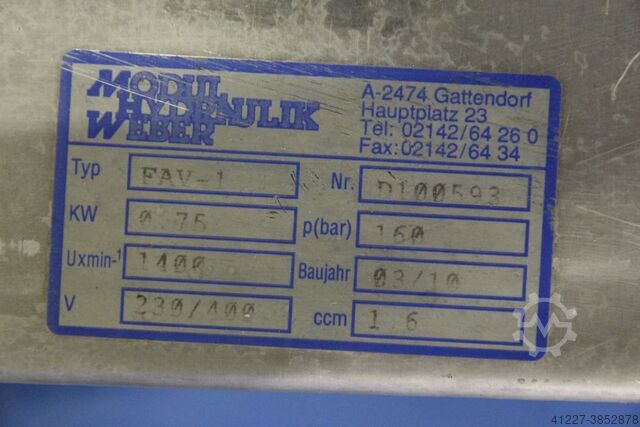 MODUL
HYDRAULIK
WEBER
A-2474 Gattendorf
Hauptplatz 23
Tel: 02142/64 26 0
Fax: 02142/64 34
Typ FAV-1 Nr. D100593
KW 0.75 p(bar) 160
Uxmin-1 1400 Baujahr 03/10
V 230/400 ccm 1.6
41227-3852878